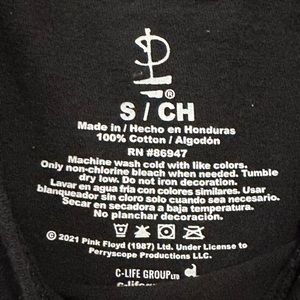 ®
S / CH
Made in / Hecho en Honduras
100% Cotton / Algodón
RN #86947
Machine wash cold with like colors.
Only non-chlorine bleach when needed. Tumble
dry low. Do not iron decoration.
Lavar en agua fria con colores similares. Usar
blanqueador sin cloro solo cuando sea necesario.
Secar en secadora a baja temperatura.
No planchar decoración.
© 2021 Pink Floyd (1987) Ltd. Under License to
Perryscope Productions LLC.
C-LIFE GROUP LTD